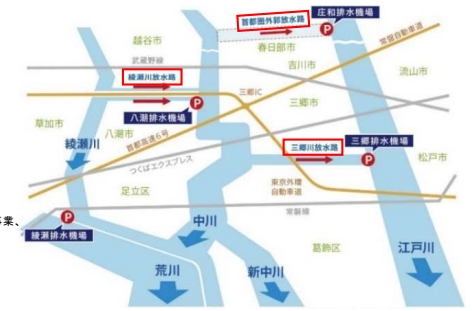 庄和排水機場
首都圏外郭放水路
越谷市
春日部市
常磐自動車道
武蔵野線
吉川市
流山市
綾瀬川放水路
三郷IC
三郷市
草加市
八潮排水機場
八潮市
首都高速6号
三郷放水路
三郷排水機場
綾瀬川
つくばエクスプレス
松戸市
足立区
東京外環
自動車道
常磐線
中川
事業、
綾瀬排水機場
葛飾区
江戸川
荒川
新中川